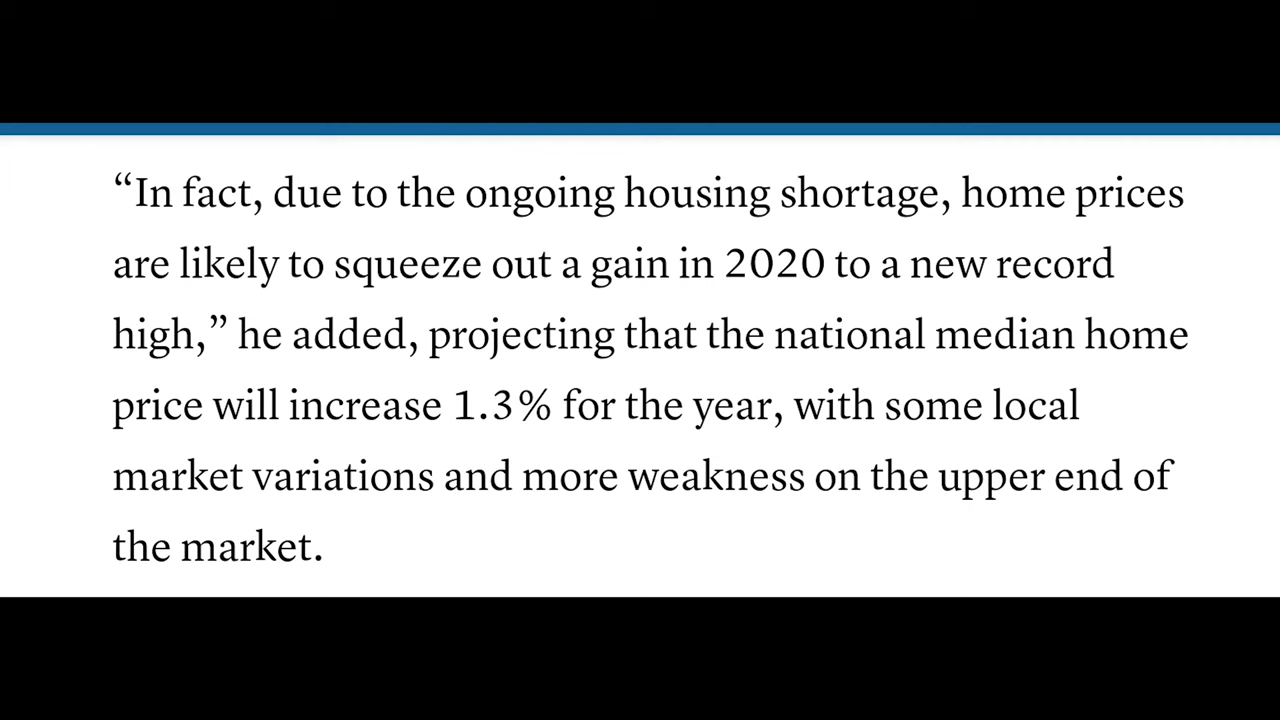 “In fact, due to the ongoing housing shortage, home prices
are likely to squeeze out a gain in 2020 to a new record
high,” he added, projecting that the national median home
price will increase 1.3% for the year, with some local
market variations and more weakness on the upper end of
the market.